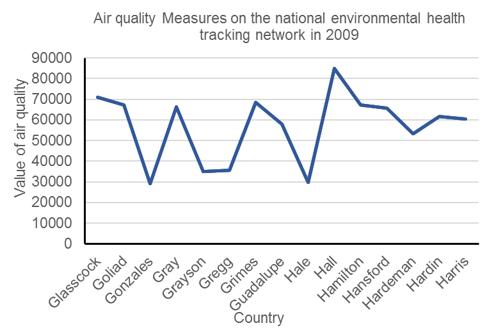 Air quality Measures on the national environmental health
tracking network in 2009
Value of air quality
90000
80000
70000
60000
50000
40000
30000
20000
10000
0
Glasscock
Goliad
Gonzales
Gray
Grayson
Gregg
Grimes
Guadalupe
Hale
Hall
Hamilton
Hansford
Hardeman
Hardin
Harris
Country